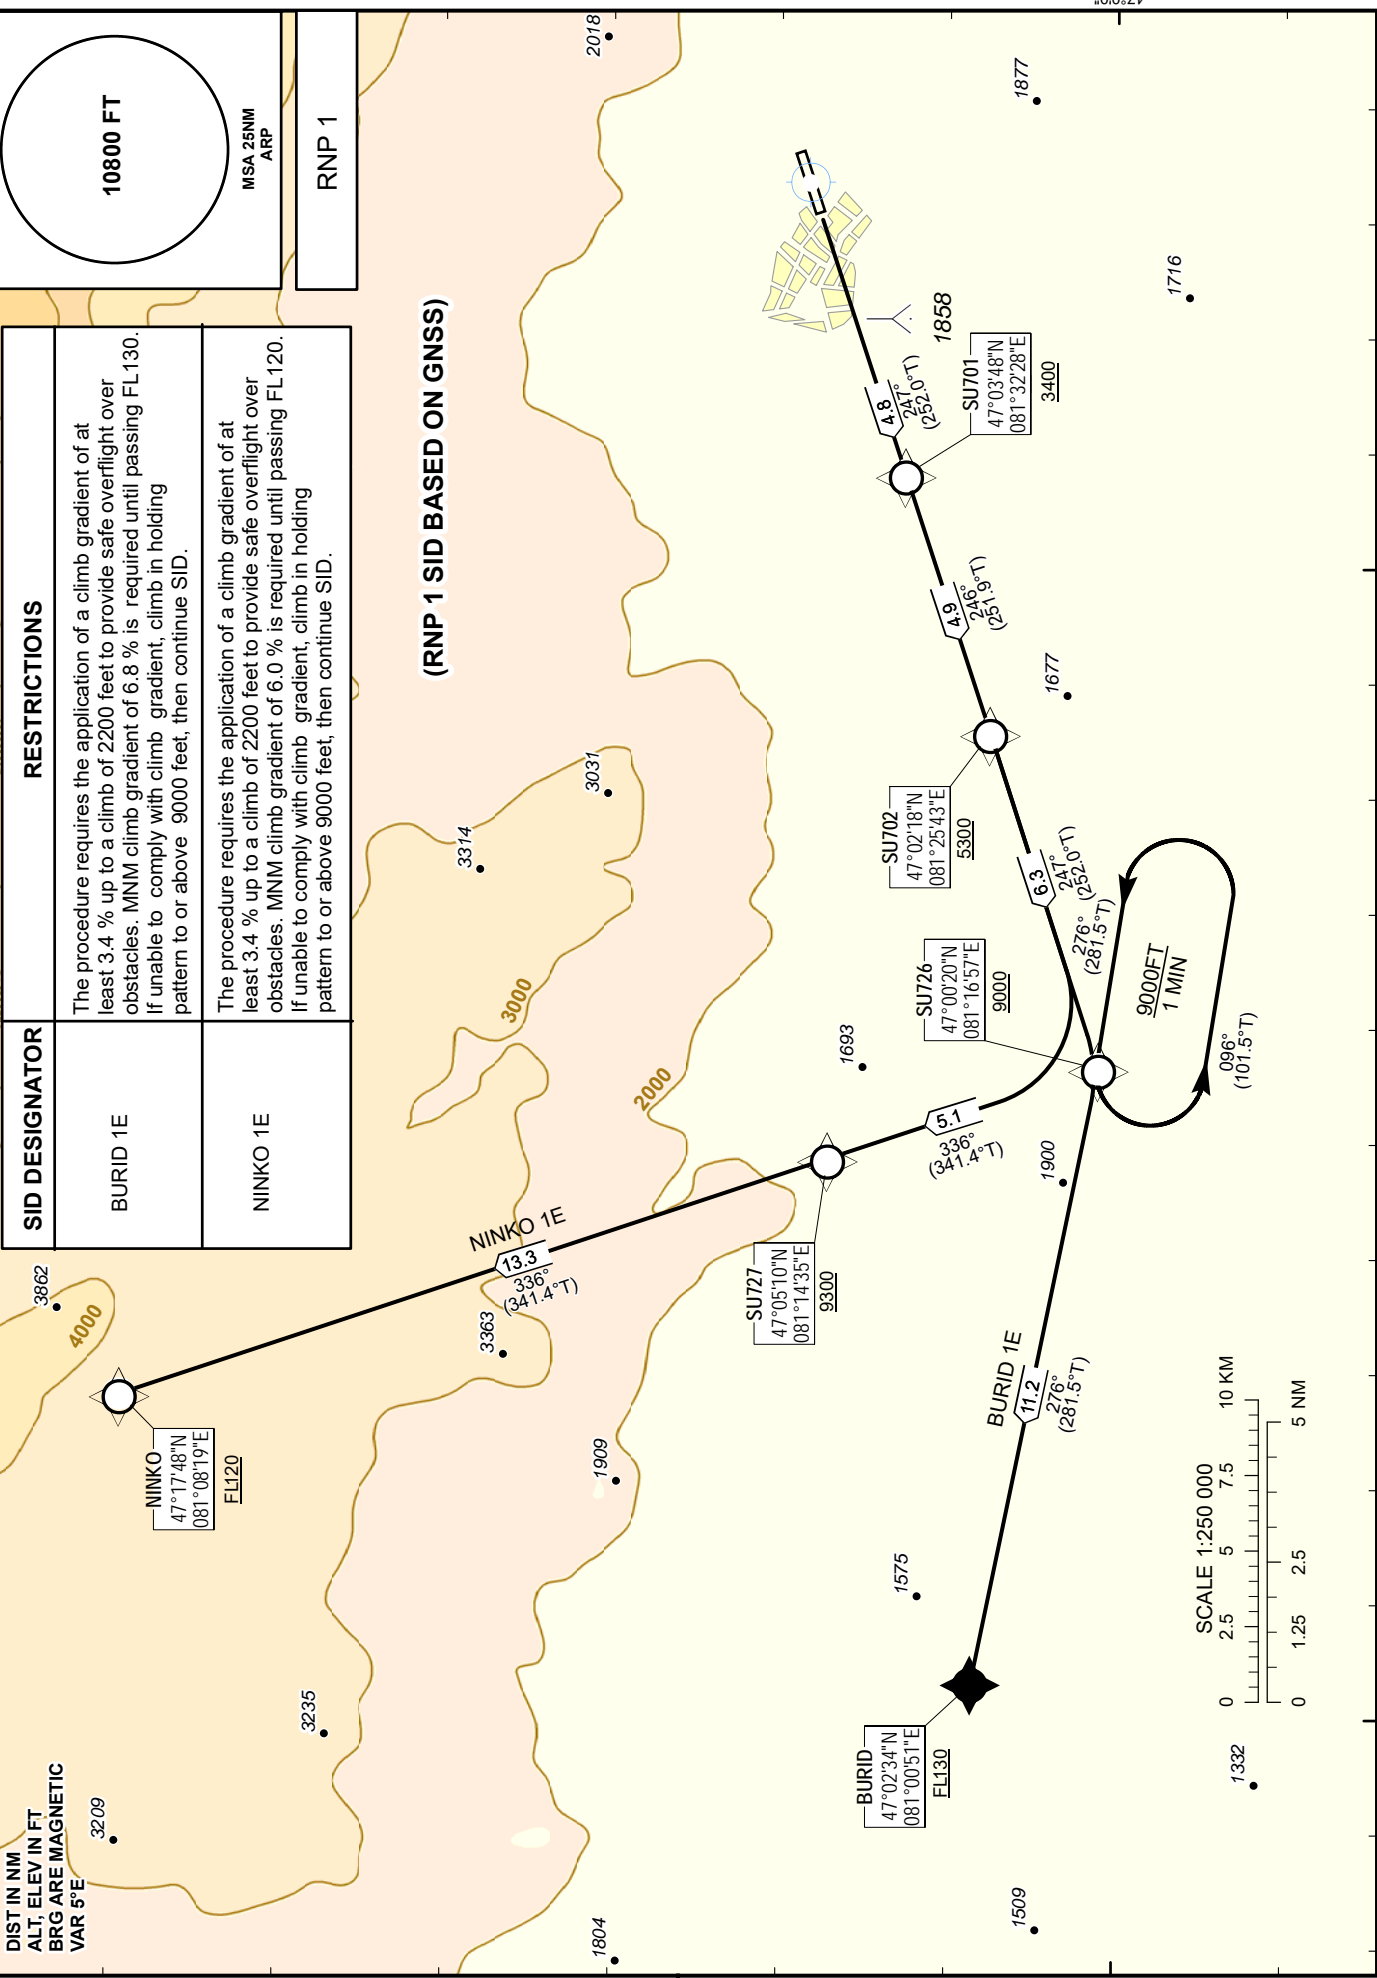 DIST IN NM
ALT, ELEV IN FT
BRG ARE MAGNETIC
VAR 5°E
SID DESIGNATOR
RESTRICTIONS
BURID 1E
The procedure requires the application of a climb gradient of at
least 3.4 % up to a climb of 2200 feet to provide safe overflight over
obstacles. MNM climb gradient of 6.8 % is required until passing FL130.
If unable to comply with climb gradient, climb in holding
pattern to or above 9000 feet, then continue SID.
NINKO 1E
The procedure requires the application of a climb gradient of at
least 3.4 % up to a climb of 2200 feet to provide safe overflight over
obstacles. MNM climb gradient of 6.0 % is required until passing FL120.
If unable to comply with climb gradient, climb in holding
pattern to or above 9000 feet, then continue SID.
10800 FT
MSA 25NM
ARP
RNP 1
(RNP 1 SID BASED ON GNSS)
3209
3862
4000
NINKO
47°17'48"N
081°08'19"E
FL120
3235
3363
NINKO 1E
13.3
336°
(341.4°T)
3314
3000
3031
2018
1804
1909
2000
SU727
47°05'10"N
081°14'35"E
9300
5.1
336°
(341.4°T)
1693
SU726
47°00'20"N
081°16'57"E
9000
SU702
47°02'18"N
081°25'43"E
5300
4.8
247°
(252.0°T)
1858
SU701
47°03'48"N
081°32'28"E
3400
4.9
246°
(251.9°T)
6.3
247°
(252.0°T)
1877
1716
1677
1575
BURID
47°02'34"N
081°00'51"E
FL130
BURID 1E
11.2
276°
(281.5°T)
1900
276°
(281.5°T)
9000FT
1 MIN
096°
(101.5°T)
1509
1332
SCALE 1:250 000
0
2.5
5
7.5
10 KM
0
1.25
2.5
5 NM
47°0'0"